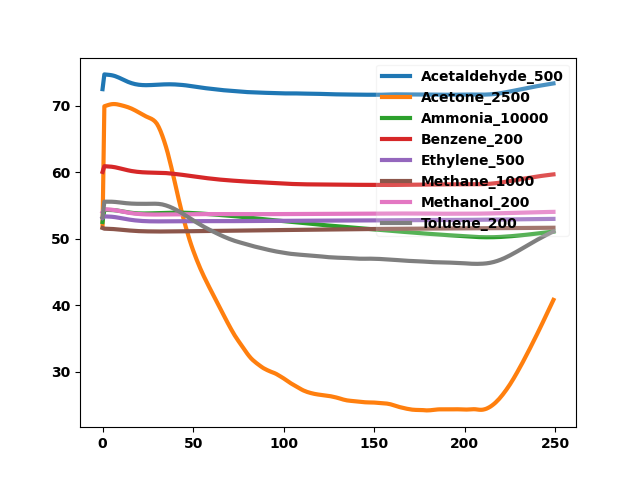 Acetaldehyde_500
Acetone_2500
Ammonia_10000
Benzene_200
Ethylene_500
Methane_1000
Methanol_200
Toluene_200
70
60
50
40
30
0 50 100 150 200 250